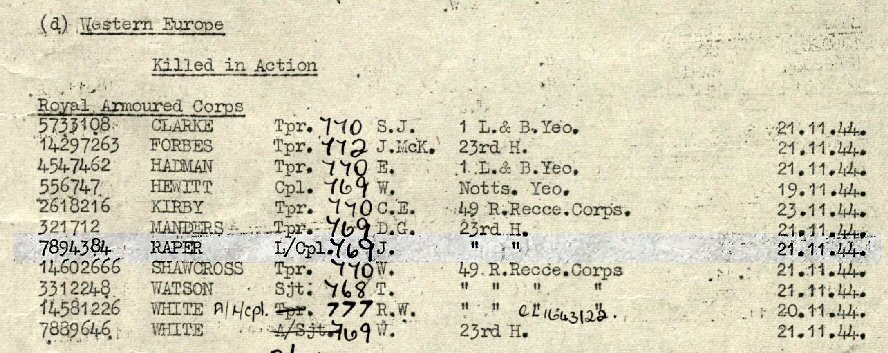 (d) Western Europe
Killed in Action
Royal Armoured Corps
5733108 CLARKE Tpr. 770 S.J. 1 L.& B.Yeo. 21.11.44.
14297263 FORBES Tpr. 772 J.McK. 23rd H. 21.11.44.
4547462 HADMAN Tpr. 770 E. 1 L.& B.Yeo. 21.11.44.
556747 HEWITT Cpl. 769 W. Notts. Yeo. 19.11.44.
2618216 KIRBY Tpr. 770 C.E. 49 R.Recce.Corps. 23.11.44.
321712 MANDERS Tpr. 769 D.G. 23rd H. 21.11.44.
7894384 RAPER L/Cpl. 769 J. " " 21.11.44.
14602666 SHAWCROSS Tpr. 770 W. 49 R.Recce.Corps 21.11.44.
3312248 WATSON Sjt. 768 T. " " " " 21.11.44.
14581226 WHITE Tpr. 777 R.W. " " " " 20.11.44.
7889646 WHITE A/Sjt. 769 W. 23rd H. 21.11.44.